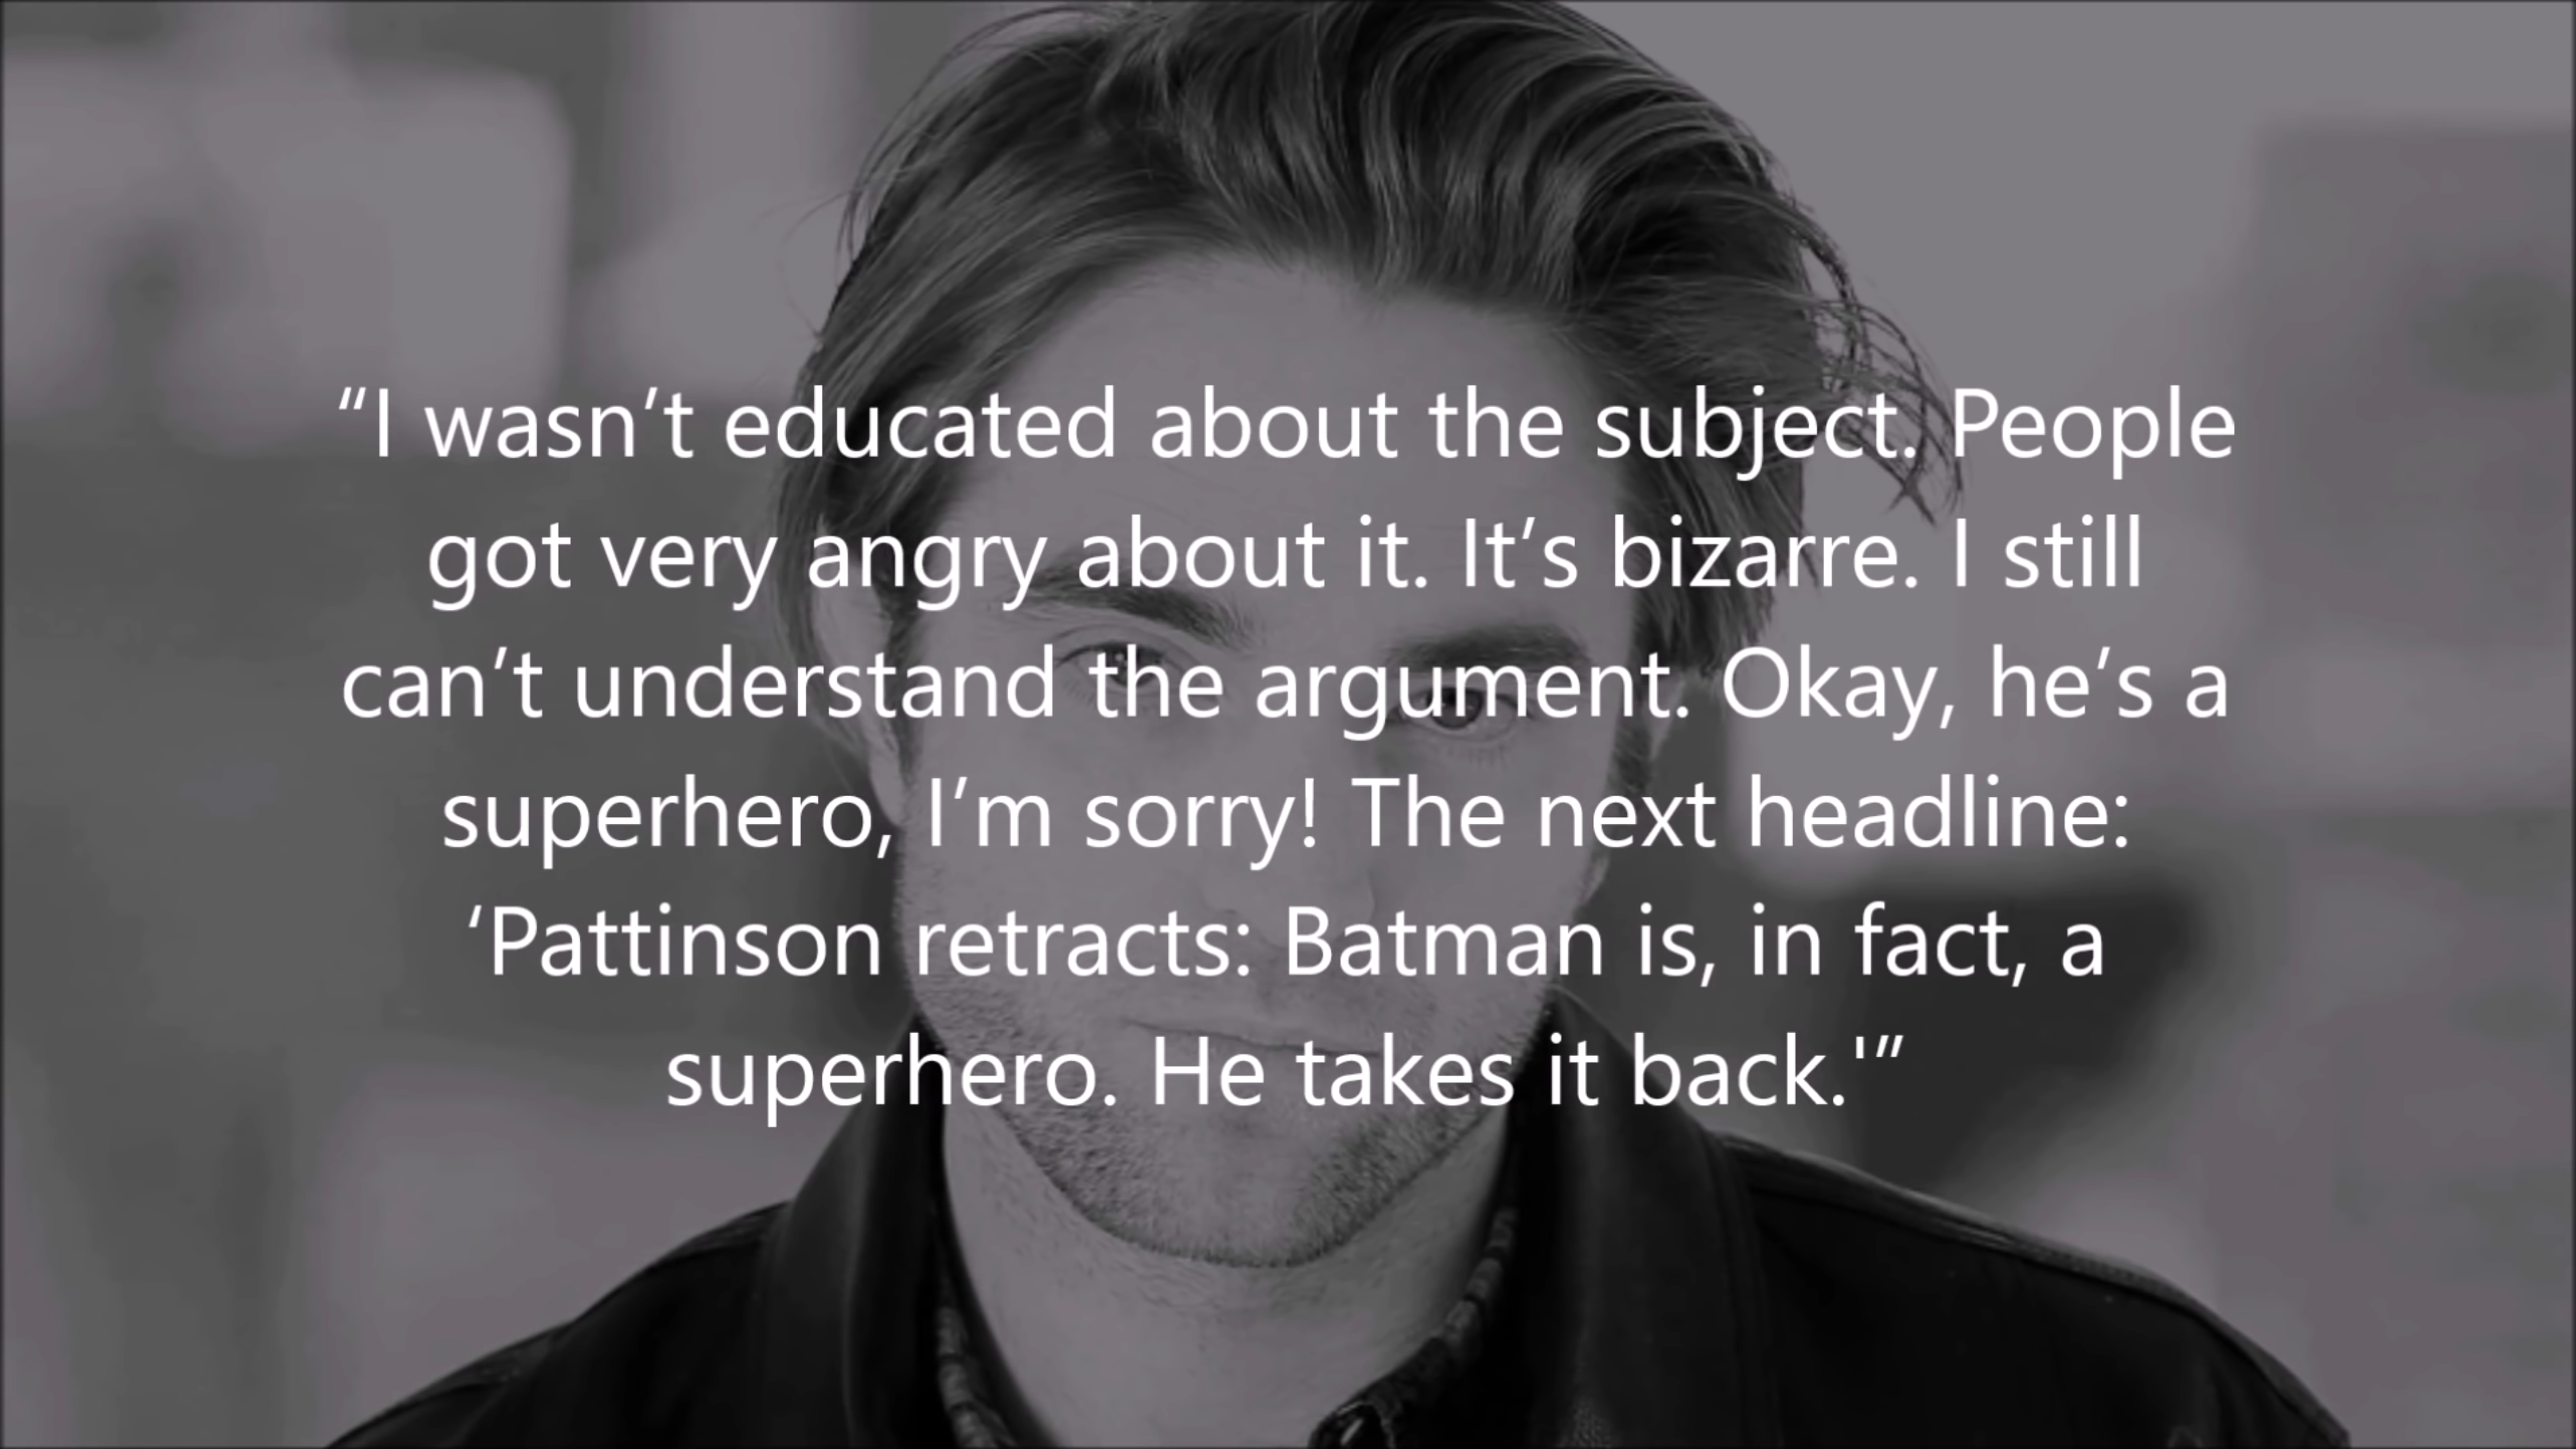 “I wasn’t educated about the subject. People
got very angry about it. It’s bizarre. I still
can’t understand the argument. Okay, he’s a
superhero, I’m sorry! The next headline:
‘Pattinson retracts: Batman is, in fact, a
superhero. He takes it back.'”